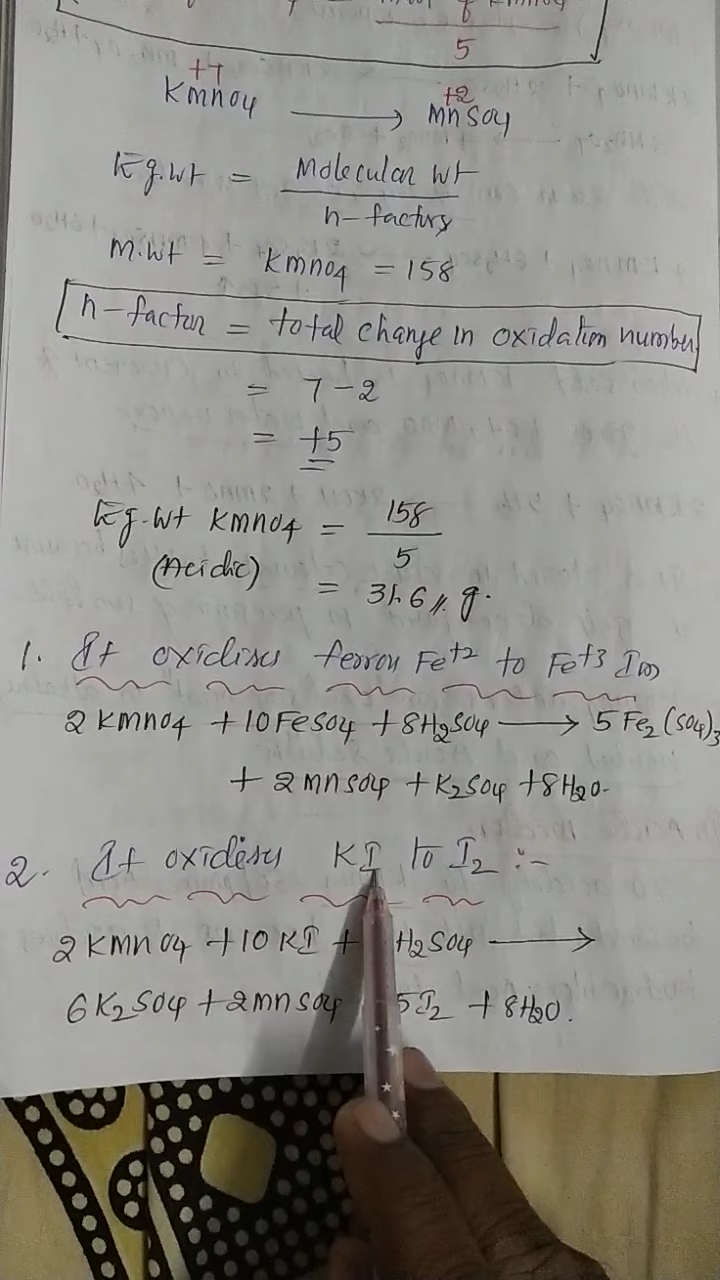 5
+7 +2
KMnO4 ⟶ MnSO4
Eq.wt = Molecular wt
n-factors
M.wt = KMnO4 = 158
n-factor = total change in oxidation number
= 7-2
= +5
Eq.wt KMnO4 = 158
5
(Acidic) = 31.6 g.
1. It oxidises ferrous Fe+2 to Fe+3 Ion
2KMnO4 + 10FeSO4 + 8H2SO4 ⟶ 5Fe2(SO4)3
+ 2MnSO4 + K2SO4 + 8H2O.
2. It oxidises KI to I2 :-
2KMnO4 + 10KI + H2SO4 ⟶
6K2SO4 + 2MnSO4 5I2 + 8H2O.